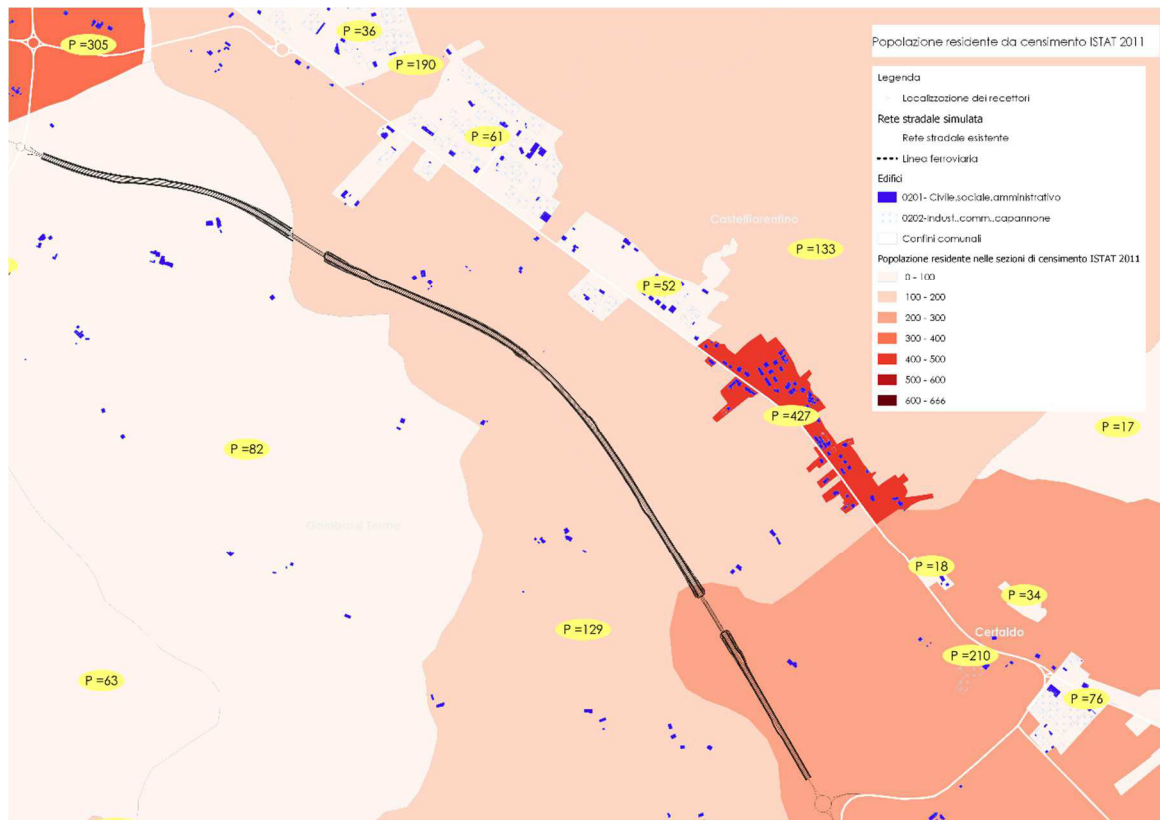 P =305
P =36
P =190
P =61
P =52
P =133
P =427
P =17
P =82
P =129
P =63
P =18
P =34
P =210
P =76
Castelfiorentino
Certaldo
Popolazione residente da censimento ISTAT 2011
Legenda
Localizzazione dei recettori
Rete stradale simulata
Rete stradale esistente
Linea ferroviaria
Edifici
0201- Civile,sociale,amministrativo
0202-Indust.,comm.,capannone
Confini comunali
Popolazione residente nelle sezioni di censimento ISTAT 2011
0 - 100
100 - 200
200 - 300
300 - 400
400 - 500
500 - 600
600 - 666